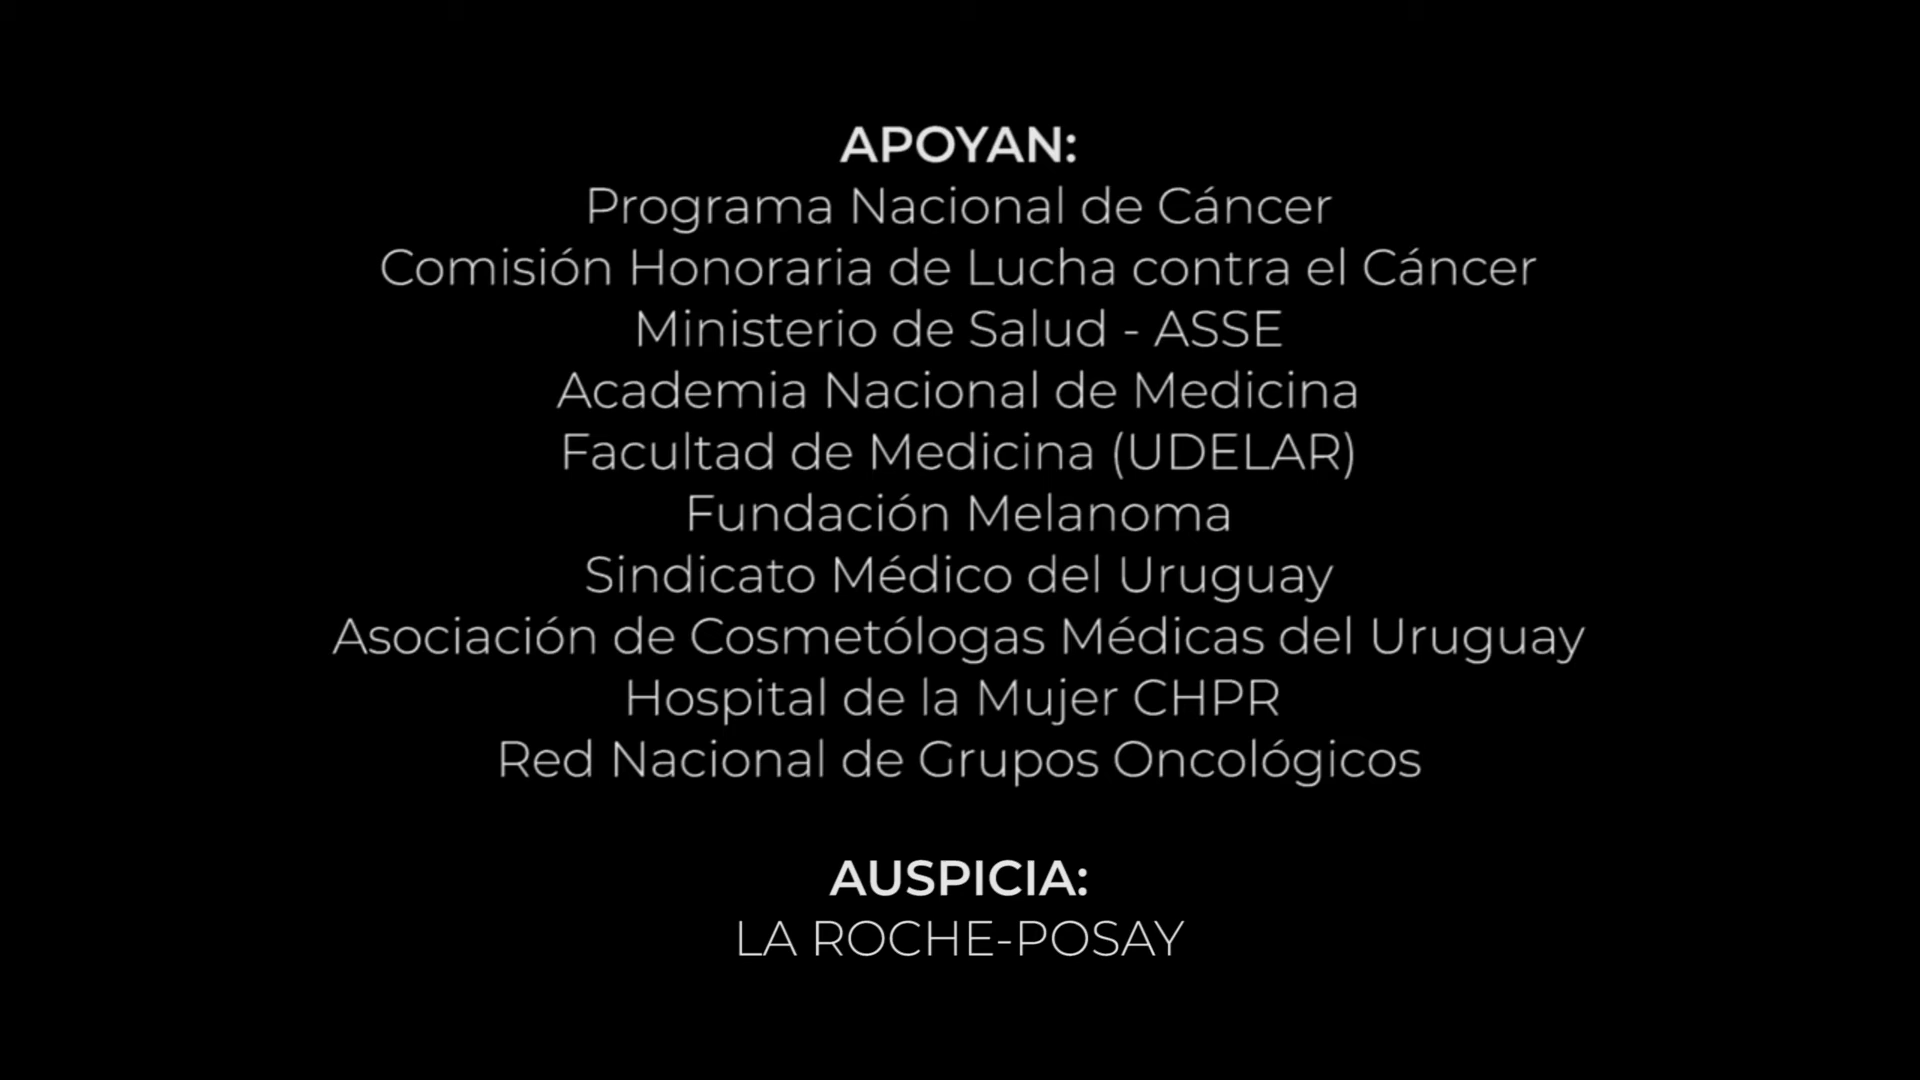 APOYAN:
Programa Nacional de Cáncer
Comisión Honoraria de Lucha contra el Cáncer
Ministerio de Salud - ASSE
Academia Nacional de Medicina
Facultad de Medicina (UDELAR)
Fundación Melanoma
Sindicato Médico del Uruguay
Asociación de Cosmetólogas Médicas del Uruguay
Hospital de la Mujer CHPR
Red Nacional de Grupos Oncológicos
AUSPICIA:
LA ROCHE-POSAY